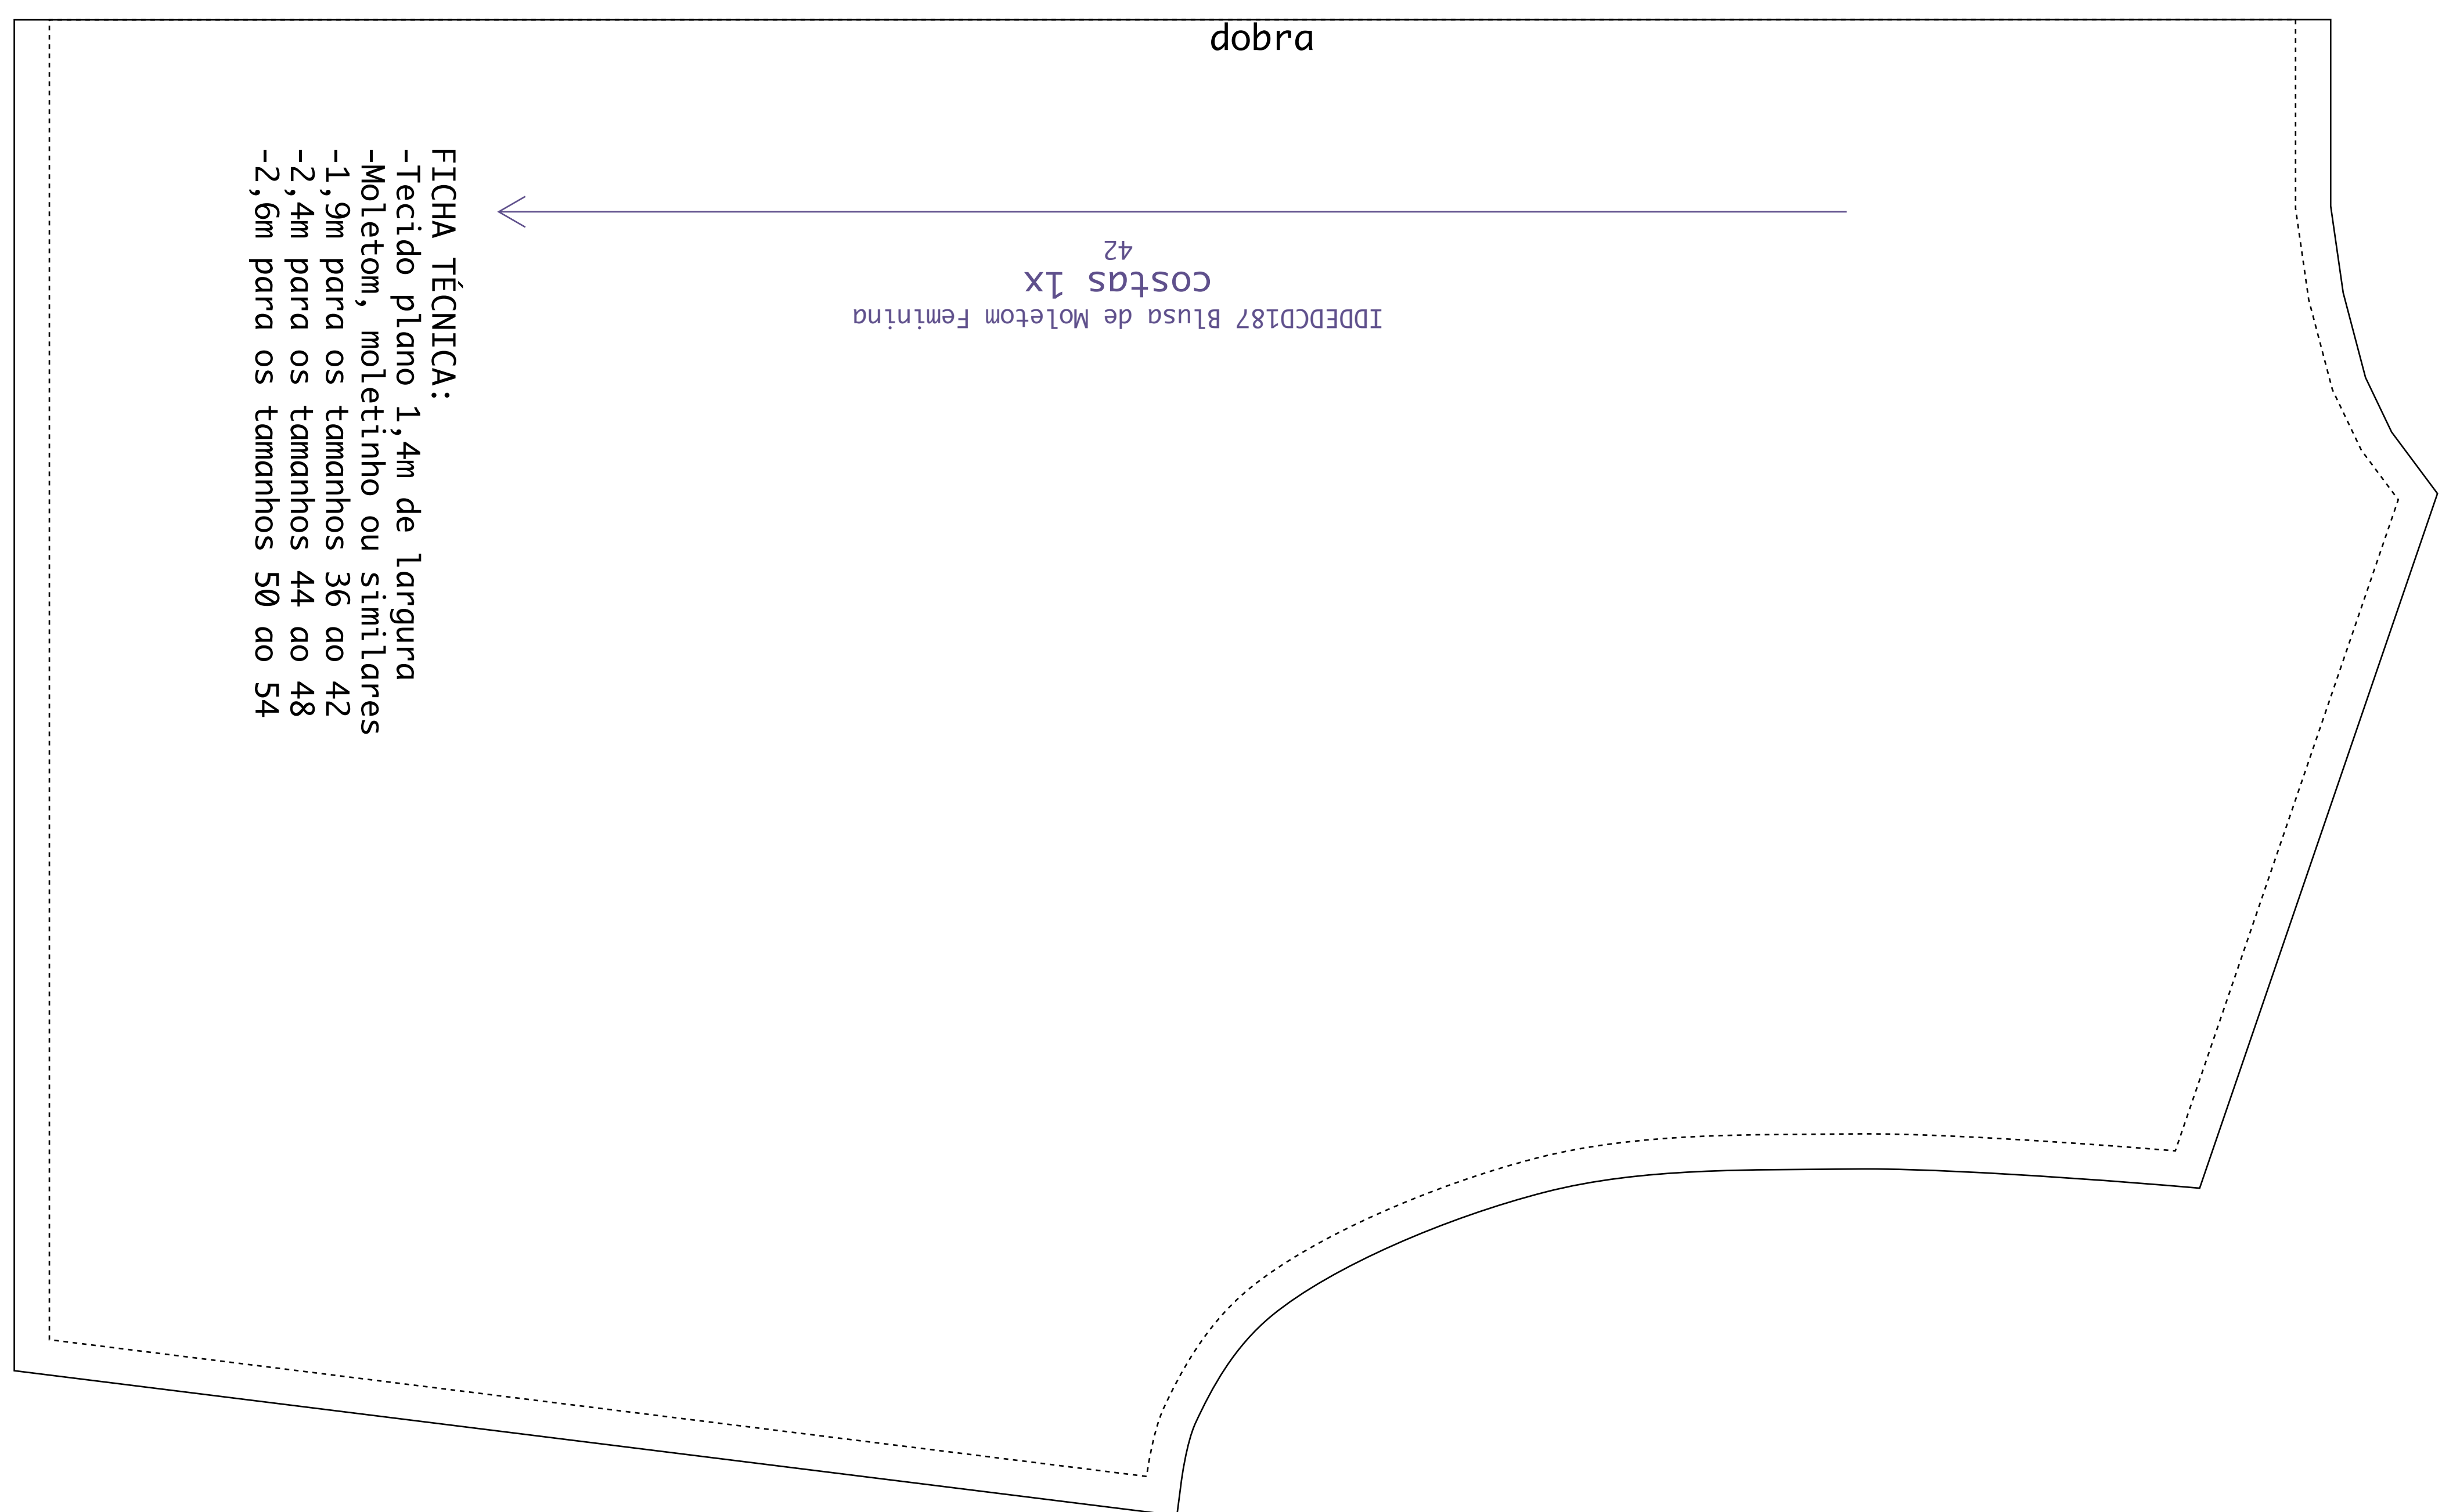 dobra
FICHA TÉCNICA:
-Tecido plano 1,4m de largura
-Moletom, moletinho ou similares
-1,9m para os tamanhos 36 ao 42
-2,4m para os tamanhos 44 ao 48
-2,6m para os tamanhos 50 ao 54
IDDEDCD187 Blusa de Moletom Feminina
costas 1x
42